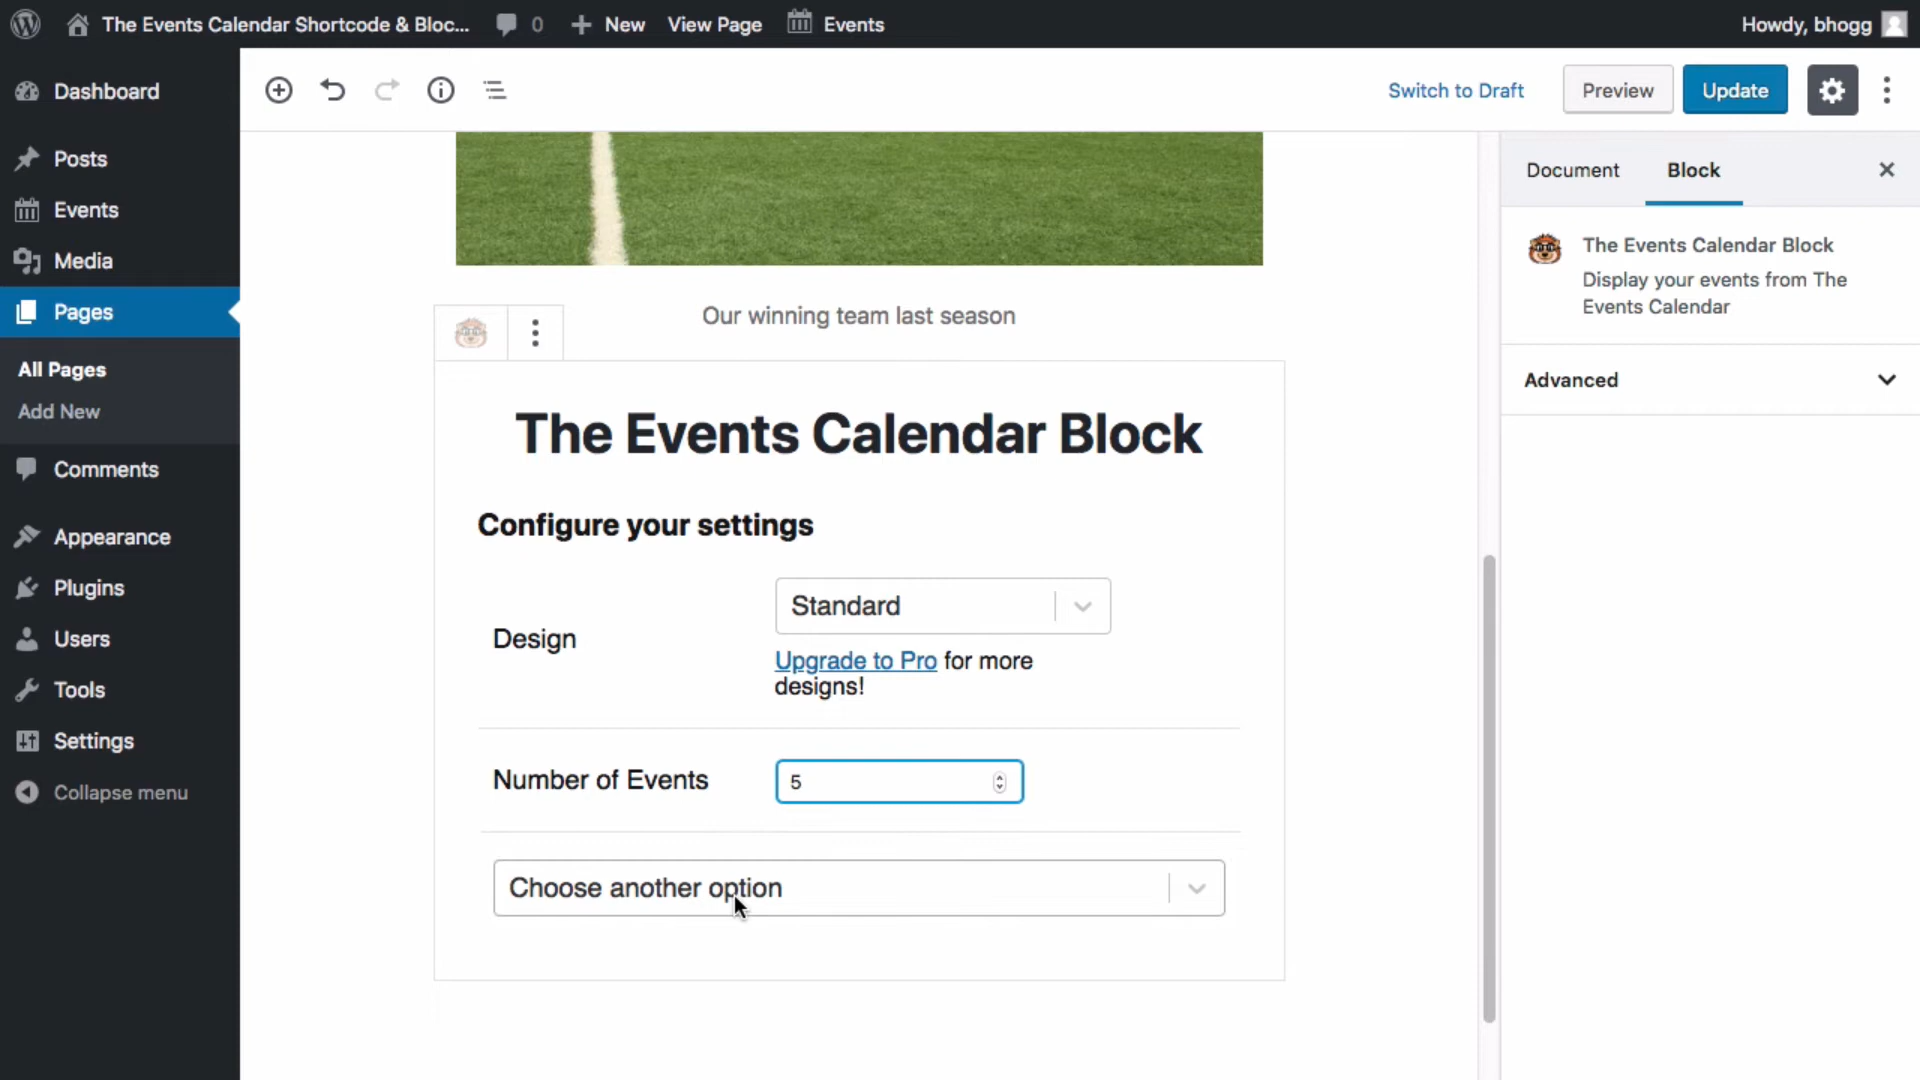 The Events Calendar Shortcode & Bloc...
0
New
View Page
Events
Howdy, bhogg
Dashboard
Posts
Events
Media
Pages
All Pages
Add New
Comments
Appearance
Plugins
Users
Tools
Settings
Collapse menu
Switch to Draft
Preview
Update
Our winning team last season
The Events Calendar Block
Configure your settings
Design
Standard
Upgrade to Pro for more
designs!
Number of Events
5
Choose another option
Document
Block
The Events Calendar Block
Display your events from The
Events Calendar
Advanced